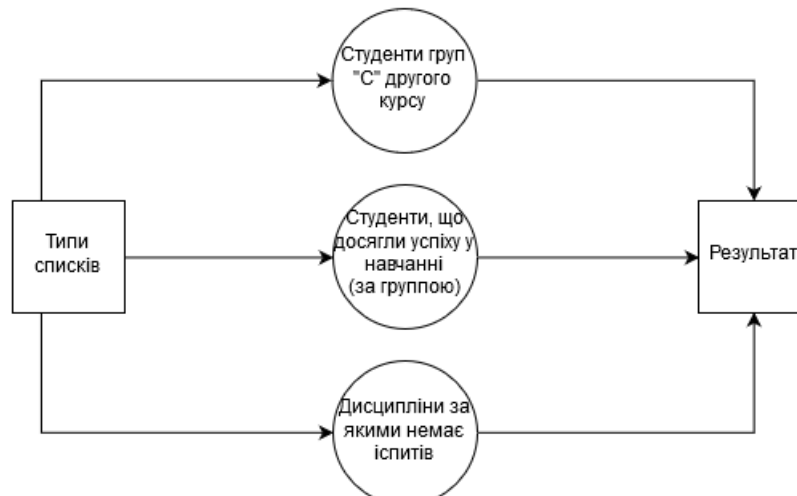 Студенти груп
"С" другого
курсу
Типи
списків
Студенти, що
досягли успіху у
навчанні
(за группою)
Результат
Дисципліни за
якими немає
іспитів